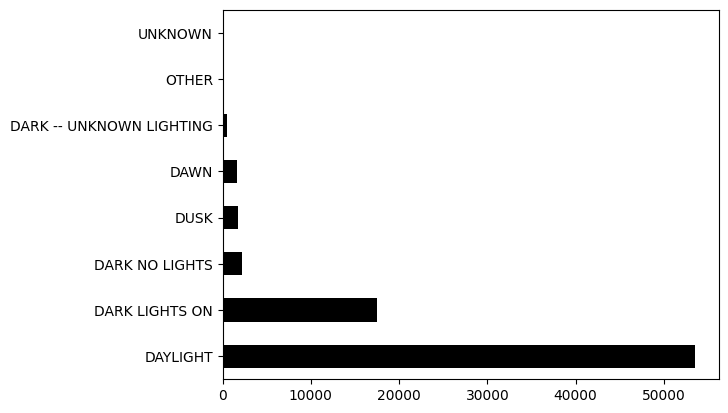 UNKNOWN
OTHER
DARK -- UNKNOWN LIGHTING
DAWN
DUSK
DARK NO LIGHTS
DARK LIGHTS ON
DAYLIGHT
0 10000 20000 30000 40000 50000